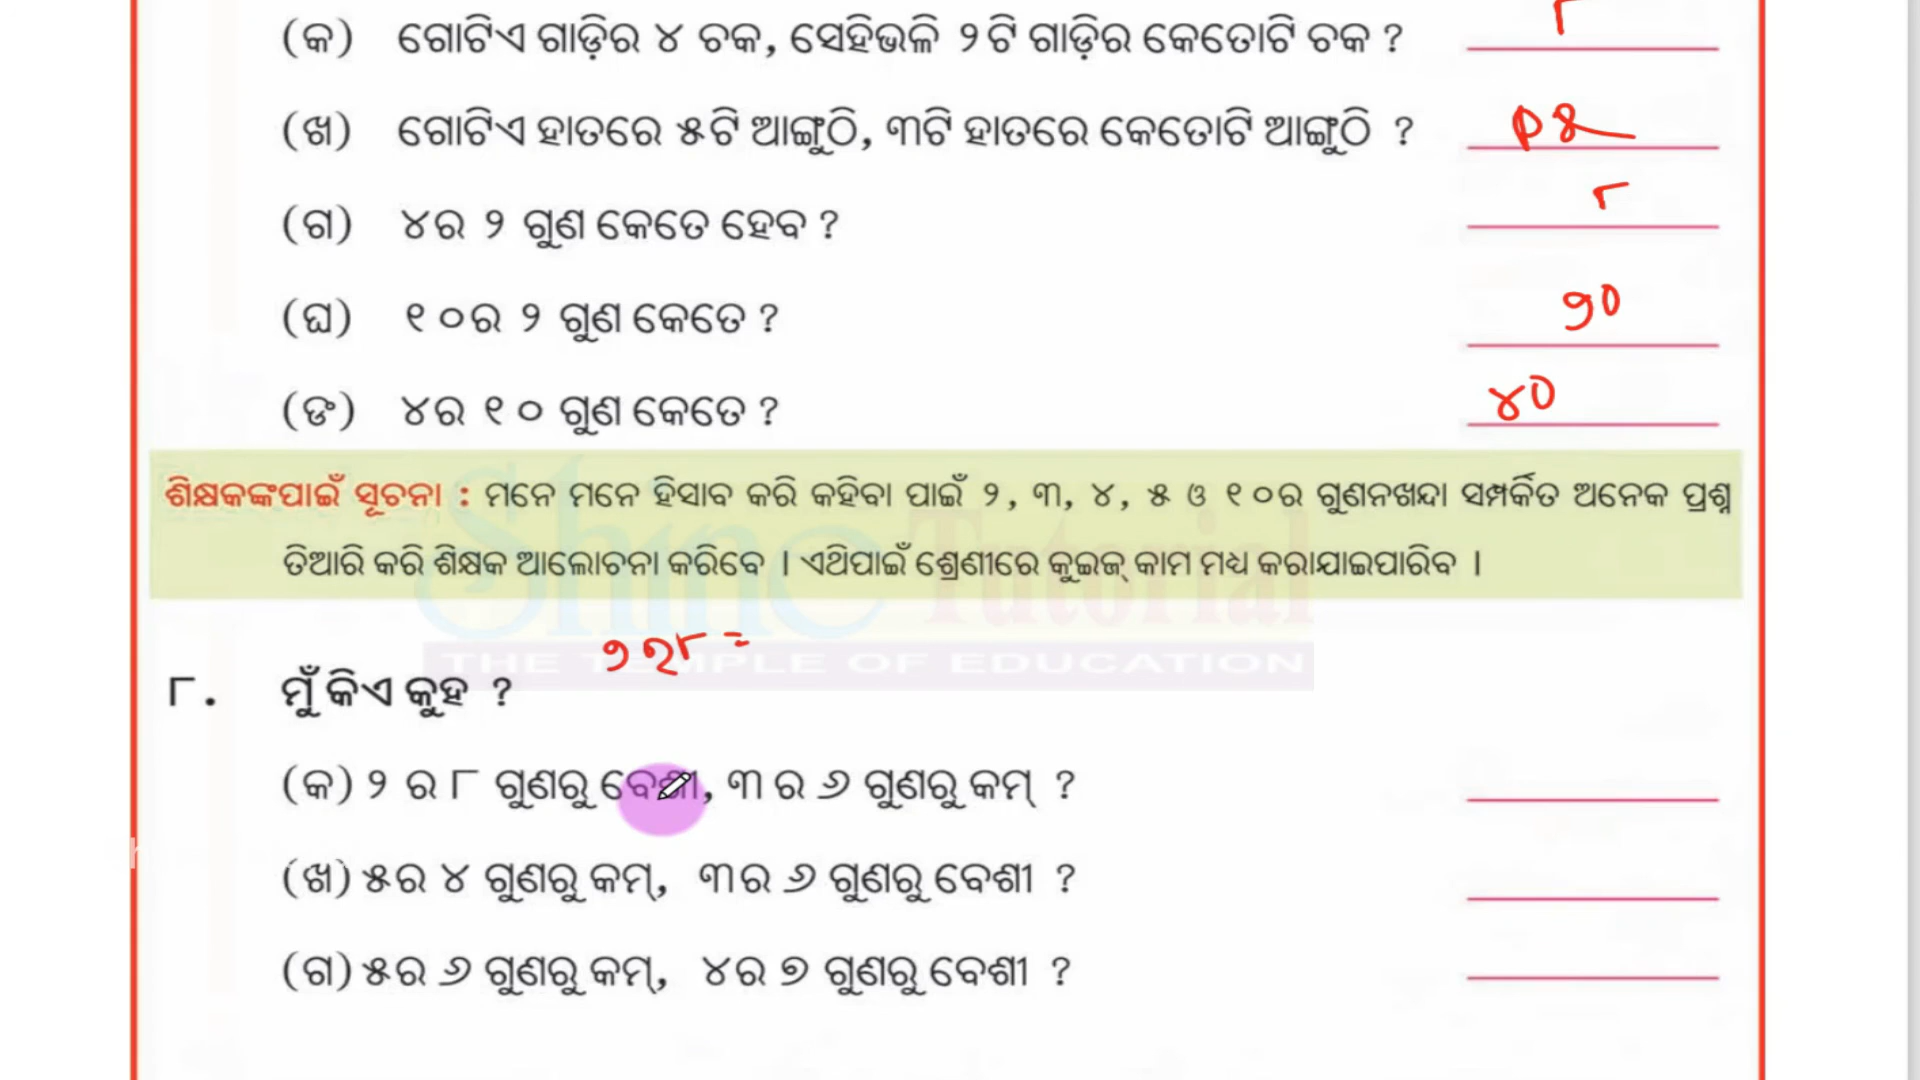 (କ) ଗୋଟିଏ ଗାଡ଼ିର ୪ ଚକ, ସେହିଭଳି ୨ଟି ଗାଡ଼ିର କେତୋଟି ଚକ ? ୮
(ଖ) ଗୋଟିଏ ହାତରେ ୫ଟି ଆଙ୍ଗୁଠି, ୩ଟି ହାତରେ କେତୋଟି ଆଙ୍ଗୁଠି ?
(ଗ) ୪ର ୨ ଗୁଣ କେତେ ହେବ ? ୮
(ଘ) ୧୦ର ୨ ଗୁଣ କେତେ ? ୨୦
(ଙ) ୪ର ୧୦ ଗୁଣ କେତେ ? ୪୦
ଶିକ୍ଷକଙ୍କପାଇଁ ସୂଚନା : ମନେ ମନେ ହିସାବ କରି କହିବା ପାଇଁ ୨, ୩, ୪, ୫ ଓ ୧୦ର ଗୁଣନଖନ୍ଦା ସମ୍ପର୍କିତ ଅନେକ ପ୍ରଶ୍ନ
ତିଆରି କରି ଶିକ୍ଷକ ଆଲୋଚନା କରିବେ । ଏଥିପାଇଁ ଶ୍ରେଣୀରେ କୁଇଜ୍ କାମ ମଧ୍ୟ କରାଯାଇପାରିବ ।
Shine Tutorial
THE TEMPLE OF EDUCATION
୨ ର ୮ =
୮. ମୁଁ କିଏ କୁହ ?
(କ) ୨ ର ୮ ଗୁଣରୁ ବେଶୀ, ୩ ର ୬ ଗୁଣରୁ କମ୍ ?
(ଖ) ୫ର ୪ ଗୁଣରୁ କମ୍, ୩ର ୬ ଗୁଣରୁ ବେଶୀ ?
(ଗ) ୫ର ୬ ଗୁଣରୁ କମ୍, ୪ର ୭ ଗୁଣରୁ ବେଶୀ ?